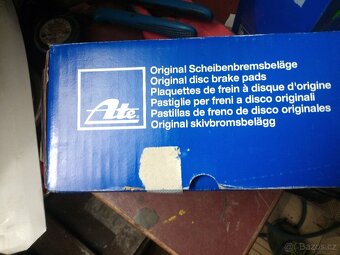 Original Scheibenbremsbeläge
Original disc brake pads
Plaquettes de frein à disque d'origine
Pastiglie per freni a disco originali
Pastillas de freno de disco originales
Original skivbromsbelägg
Ate
Bazos.cz